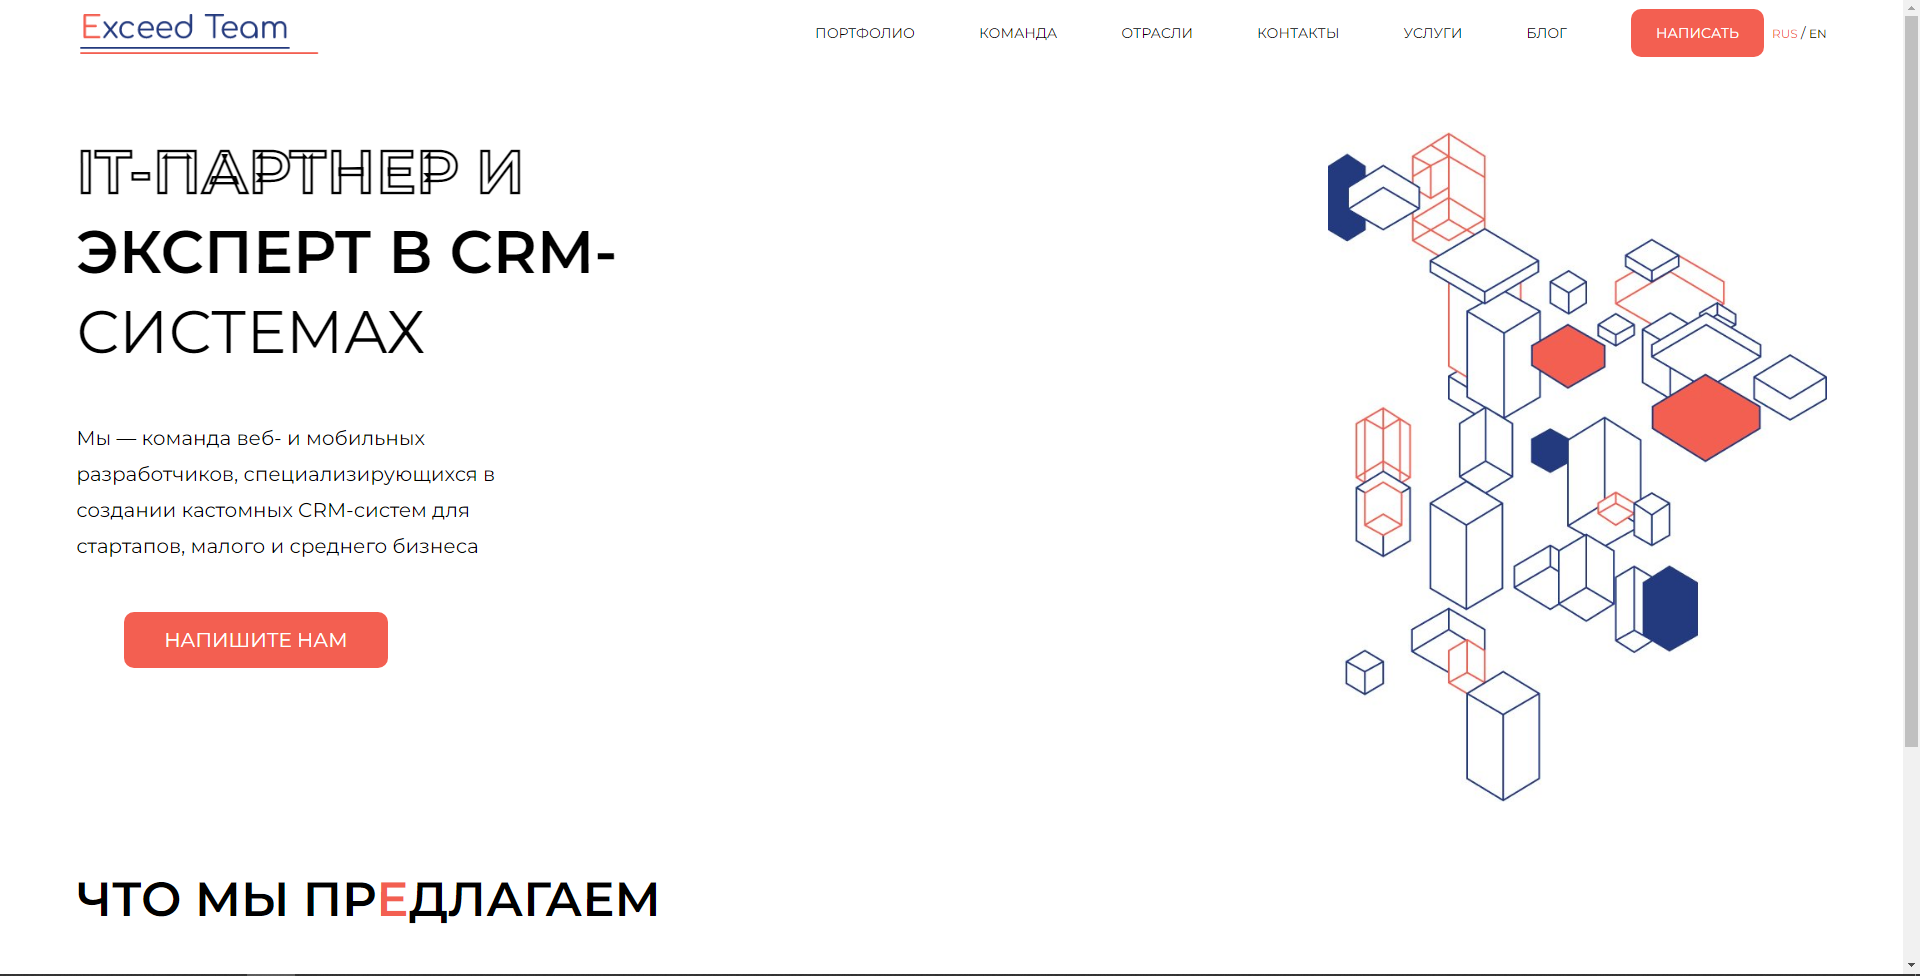 Exceed Team
ПОРТФОЛИО КОМАНДА ОТРАСЛИ КОНТАКТЫ УСЛУГИ БЛОГ НАПИСАТЬ RUS / EN
IT-ПАРТНЕР И
ЭКСПЕРТ В CRM-
СИСТЕМАХ
Мы — команда веб- и мобильных
разработчиков, специализирующихся в
создании кастомных CRM-систем для
стартапов, малого и среднего бизнеса
НАПИШИТЕ НАМ
ЧТО МЫ ПРЕДЛАГАЕМ